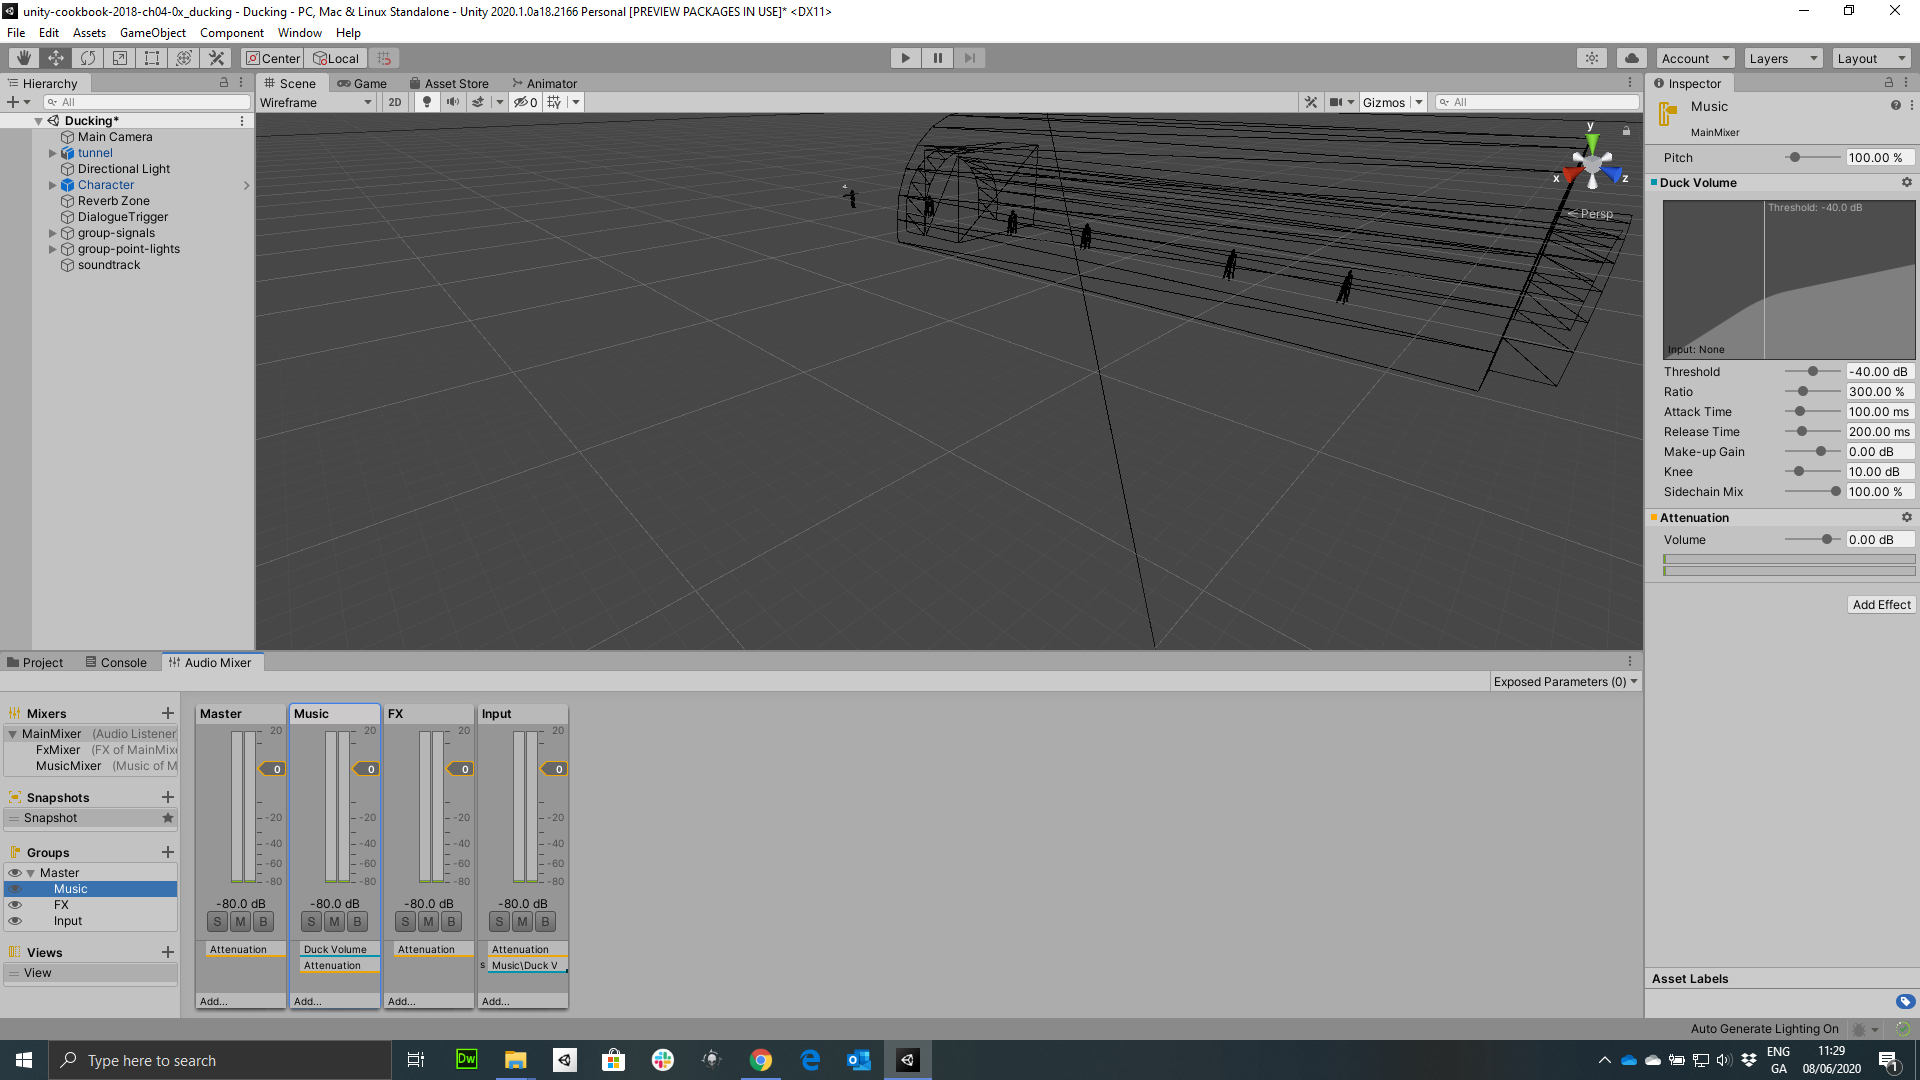 unity-cookbook-2018-ch04-0x_ducking - Ducking - PC, Mac & Linux Standalone - Unity 2020.1.0a18.2166 Personal [PREVIEW PACKAGES IN USE]* <DX11>
File Edit Assets GameObject Component Window Help
Center Local Account Layers Layout
Hierarchy
All
Ducking*
Main Camera
tunnel
Directional Light
Character
Reverb Zone
DialogueTrigger
group-signals
group-point-lights
soundtrack
Scene Game Asset Store Animator
Wireframe 2D 0 Gizmos All
y
x
z
Persp
Inspector
Music
MainMixer
Pitch 100.00 %
Duck Volume
Threshold: -40.0 dB
Input: None
Threshold -40.00 dB
Ratio 300.00 %
Attack Time 100.00 ms
Release Time 200.00 ms
Make-up Gain 0.00 dB
Knee 10.00 dB
Sidechain Mix 100.00 %
Attenuation
Volume 0.00 dB
Add Effect
Asset Labels
Project Console Audio Mixer
Exposed Parameters (0)
Mixers
MainMixer (Audio Listener
FxMixer (FX of MainMix
MusicMixer (Music of M
Snapshots
Snapshot
Groups
Master
Music
FX
Input
Views
View
Master
20
0
-20
-40
-60
-80
-80.0 dB
S M B
Attenuation
Add...
Music
20
0
-20
-40
-60
-80
-80.0 dB
S M B
Duck Volume
Attenuation
Add...
FX
20
0
-20
-40
-60
-80
-80.0 dB
S M B
Attenuation
Add...
Input
20
0
-20
-40
-60
-80
-80.0 dB
S M B
Attenuation
s Music\Duck V
Add...
Auto Generate Lighting On
Type here to search
Dw
ENG
GA
11:29
08/06/2020
1